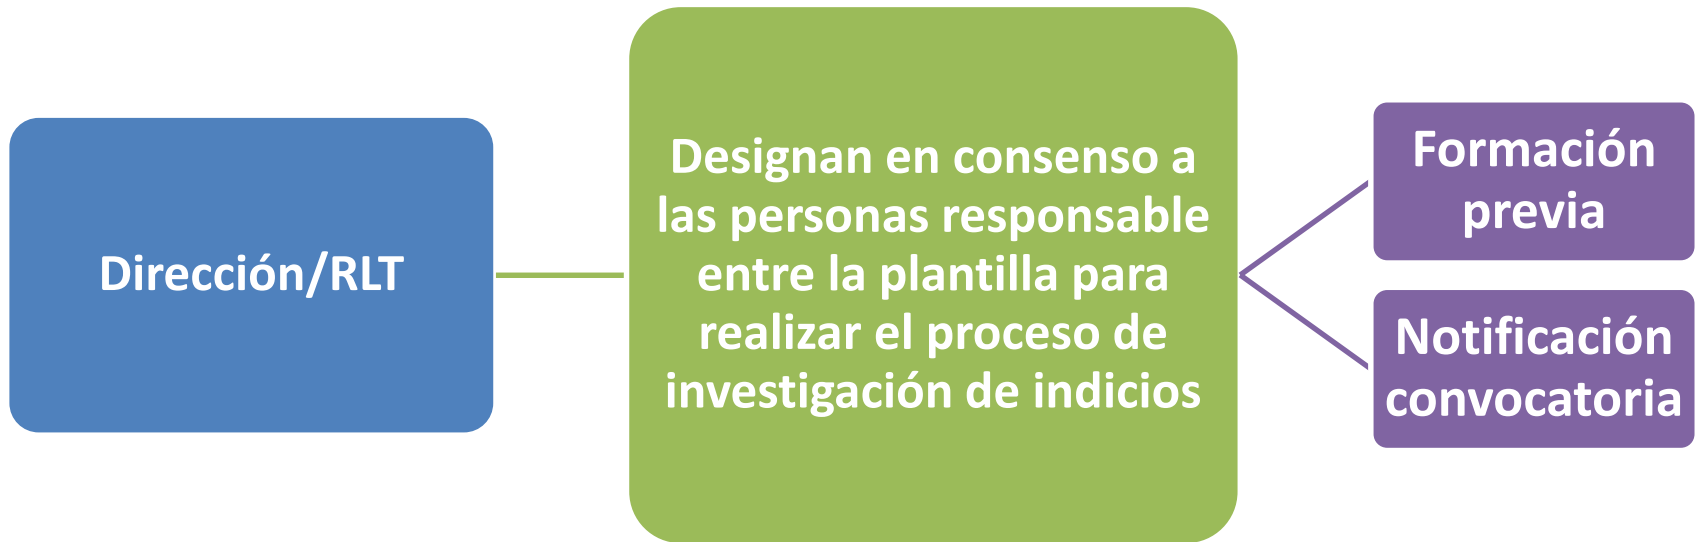 Dirección/RLT
Designan en consenso a
las personas responsable
entre la plantilla para
realizar el proceso de
investigación de indicios
Formación
previa
Notificación
convocatoria